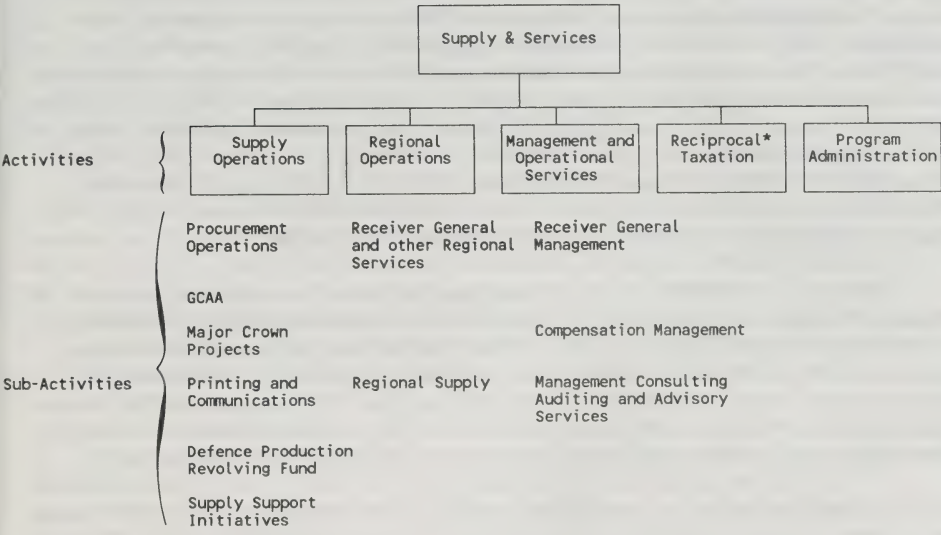 Supply & Services
Activities
Supply
Operations
Regional
Operations
Management and
Operational
Services
Reciprocal*
Taxation
Program
Administration
Sub-Activities
Procurement
Operations
GCAA
Major Crown
Projects
Printing and
Communications
Defence Production
Revolving Fund
Supply Support
Initiatives
Receiver General
and other Regional
Services
Regional Supply
Receiver General
Management
Compensation Management
Management Consulting
Auditing and Advisory
Services